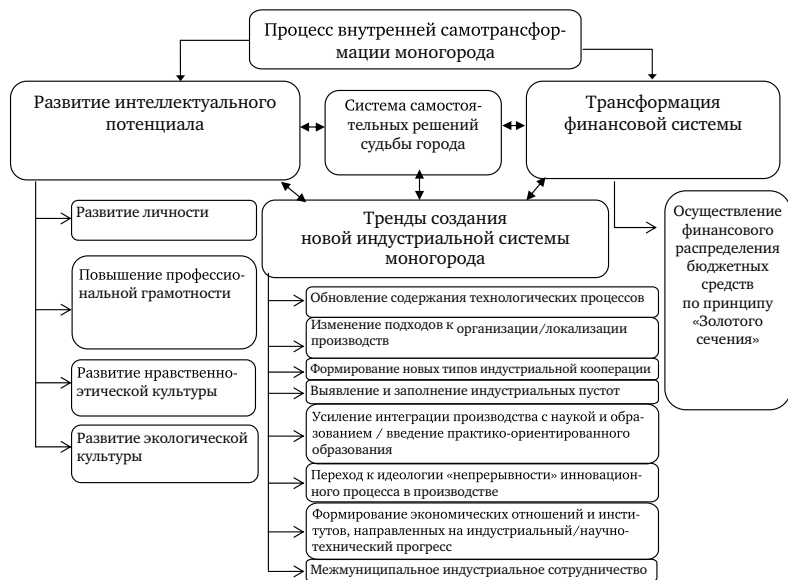 Процесс внутренней самотрансфор-
мации моногорода
Развитие интеллектуального
потенциала
Система самостоя-
тельных решений
судьбы города
Трансформация
финансовой системы
Развитие личности
Повышение профессио-
нальной грамотности
Развитие нравственно-
этической культуры
Развитие экологической
культуры
Тренды создания
новой индустриальной системы
моногорода
Обновление содержания технологических процессов
Изменение подходов к организации/локализации
производств
Формирование новых типов индустриальной кооперации
Выявление и заполнение индустриальных пустот
Усиление интеграции производства с наукой и обра-
зованием / введение практико-ориентированного
образования
Переход к идеологии «непрерывности» инновацион-
ного процесса в производстве
Формирование экономических отношений и инсти-
тутов, направленных на индустриальный/научно-
технический прогресс
Межмуниципальное индустриальное сотрудничество
Осуществление
финансового
распределения
бюджетных
средств
по принципу
«Золотого
сечения»